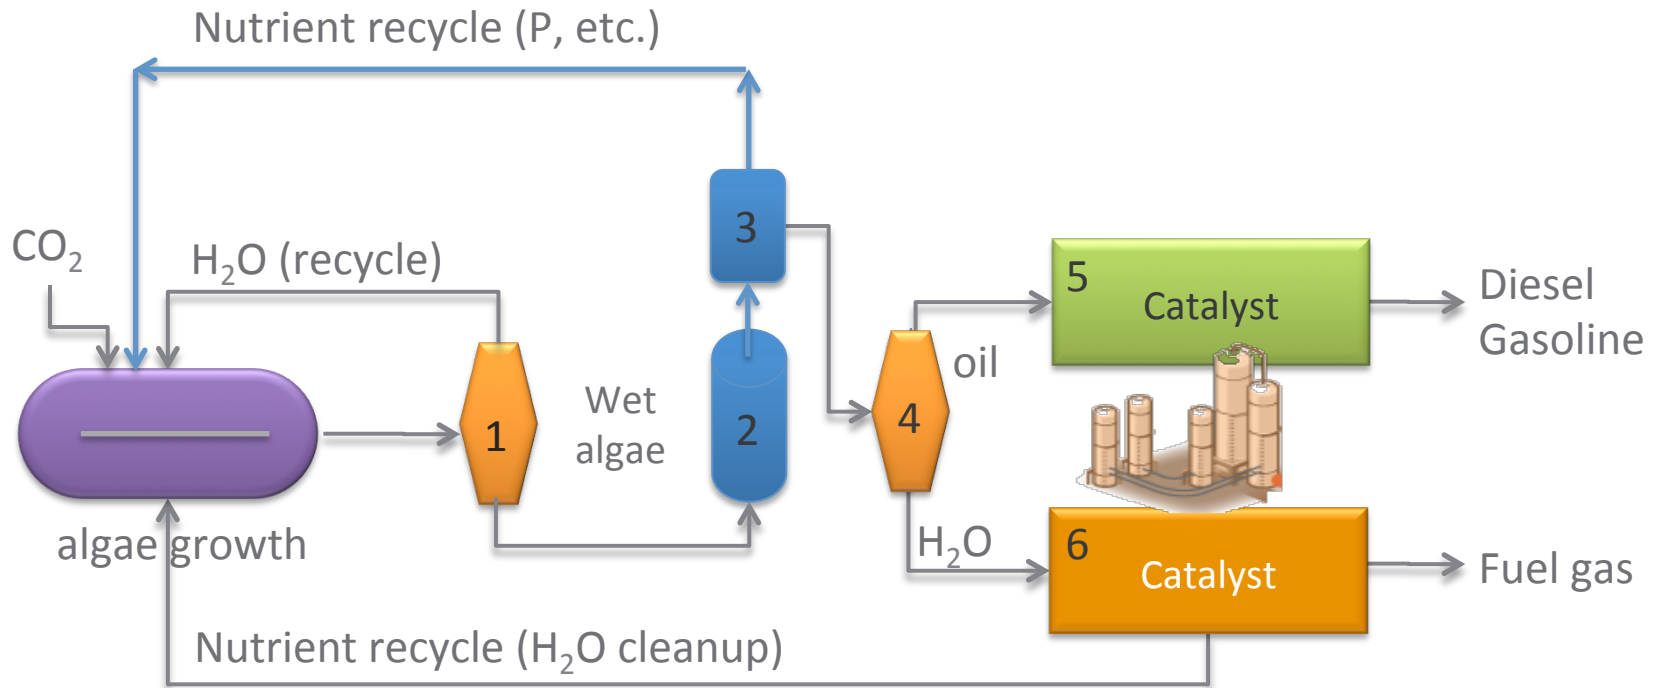 Nutrient recycle (P, etc.)
CO₂
H₂O (recycle)
3
5
Catalyst
Diesel
Gasoline
oil
Wet
algae
1
2
4
algae growth
H₂O
6
Catalyst
Fuel gas
Nutrient recycle (H₂O cleanup)